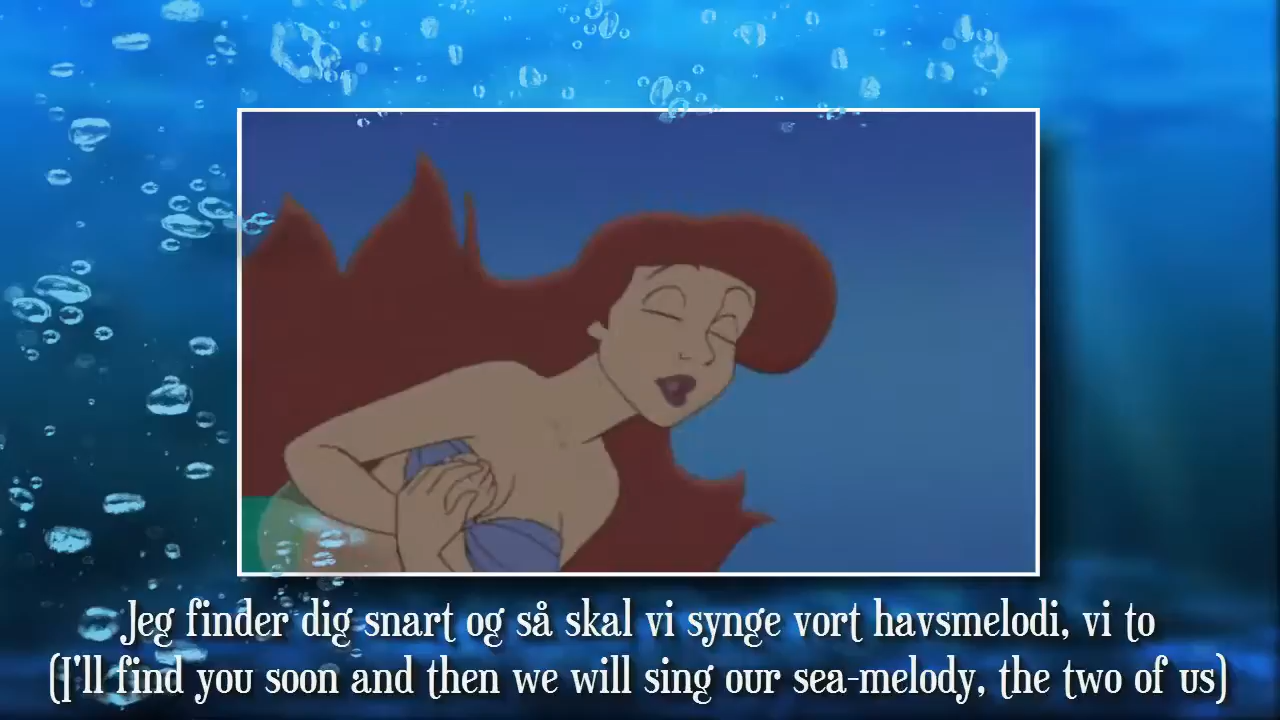 Jeg finder dig snart og så skal vi synge vort havsmelodi, vi to
(I'll find you soon and then we will sing our sea-melody, the two of us)